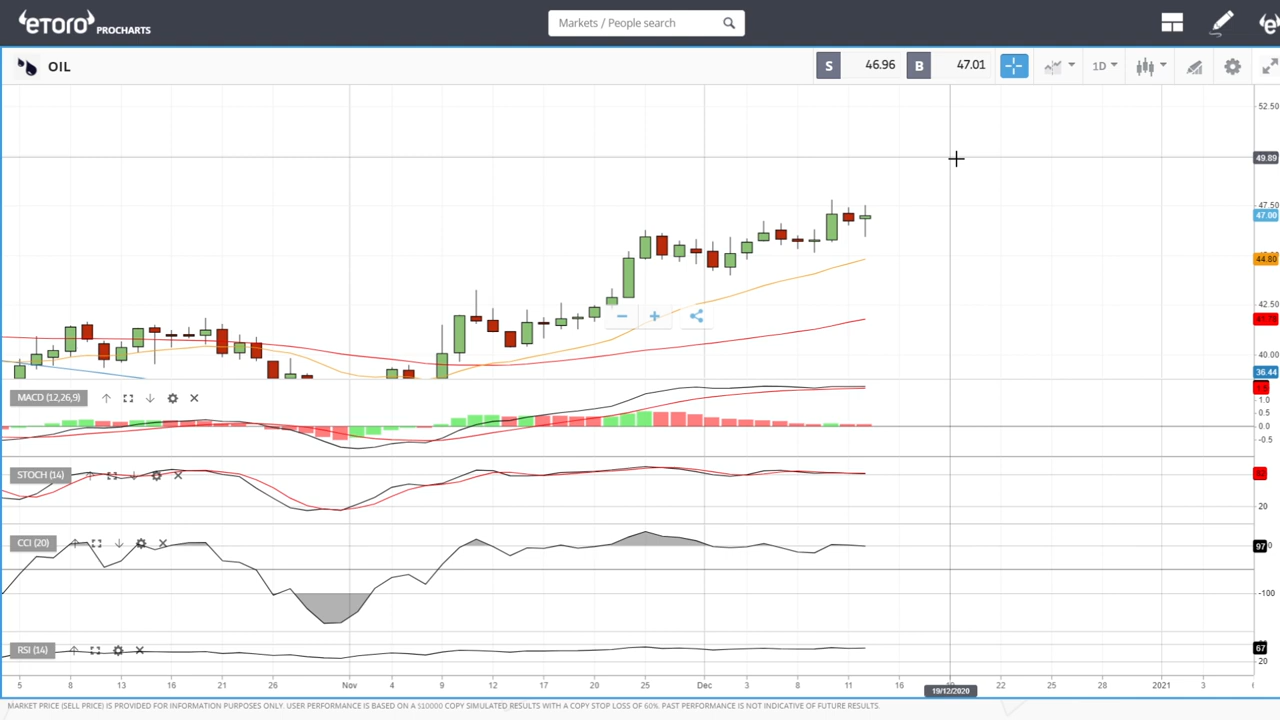 etoro PROCHARTS
Markets / People search
OIL
S 46.96 B 47.01
1D
52.50
49.89
47.50
47.00
44.80
42.50
40.00
36.44
MACD (12,26,9)
1.0
0.0
-0.5
STOCH (14)
20
CCI (20)
97
-100
RSI (14)
67
20
5 8 13 16 21 26 Nov 4 9 12 17 20 25 Dec 3 8 11 16 22 25 28 2021 3
19/12/2020
MARKET PRICE (SELL PRICE) IS PROVIDED FOR INFORMATION PURPOSES ONLY. USER PERFORMANCE IS BASED ON A $10000 COPY SIMULATED RESULTS WITH A COPY STOP LOSS OF 60%. PAST PERFORMANCE IS NOT INDICATIVE OF FUTURE RESULTS.